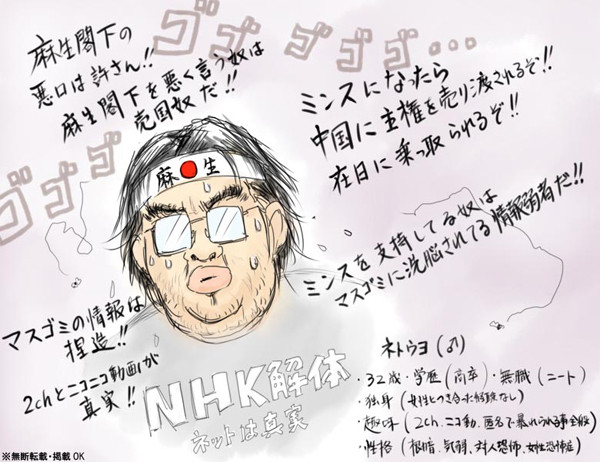 麻生閣下の
悪口は許さん!!
麻生閣下を悪く言う奴は
売国奴だ!!
ゴゴゴゴゴ・・・
ミンスになったら
中国に主権を売り渡されるぞ!!
在日に乗っ取られるぞ!!
ゴゴゴゴ
麻生
ミンスを支持してる奴は
マスゴミに洗脳されてる情報弱者だ!!
マスゴミの情報は
捏造!!
2chとニコニコ動画が
真実!!
NHK解体
ネットは真実
ネトウヨ(♂)
・32歳・学歴(高卒)・無職(ニート)
・独身(女性とつき合った経験なし)
・趣味(2ch、ニコ動、匿名で暴れられる事全般)
・性格(根暗、気弱、対人恐怖、女性恐怖症)
※無断転載・掲載OK